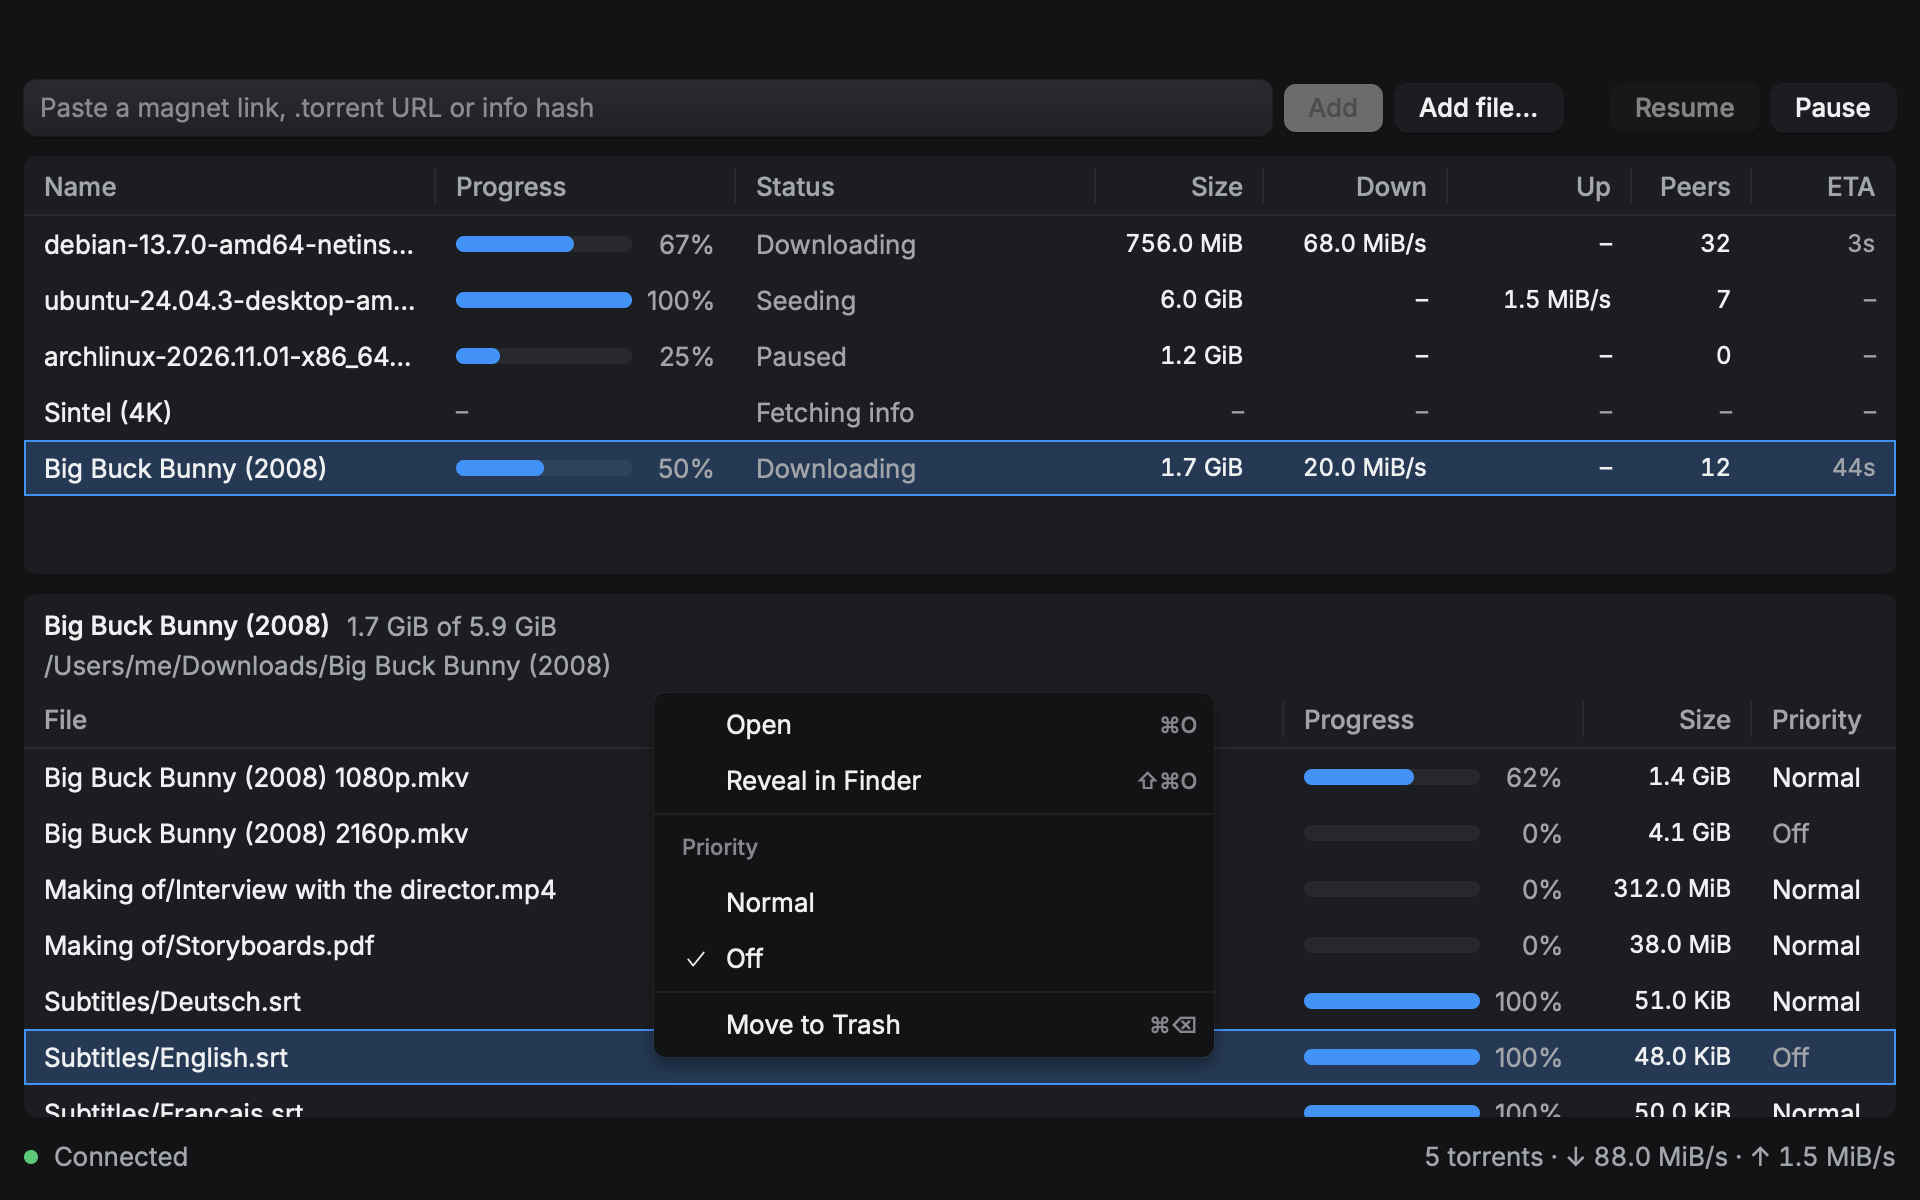 Paste a magnet link, .torrent URL or info hash Add Add file... Resume Pause
Name Progress Status Size Down Up Peers ETA
debian-13.7.0-amd64-netins... 67% Downloading 756.0 MiB 68.0 MiB/s – 32 3s
ubuntu-24.04.3-desktop-am... 100% Seeding 6.0 GiB – 1.5 MiB/s 7 –
archlinux-2026.11.01-x86_64... 25% Paused 1.2 GiB – – 0 –
Sintel (4K) – Fetching info – – – – –
Big Buck Bunny (2008) 50% Downloading 1.7 GiB 20.0 MiB/s – 12 44s
Big Buck Bunny (2008) 1.7 GiB of 5.9 GiB
/Users/me/Downloads/Big Buck Bunny (2008)
File Progress Size Priority
Big Buck Bunny (2008) 1080p.mkv 62% 1.4 GiB Normal
Big Buck Bunny (2008) 2160p.mkv 0% 4.1 GiB Off
Making of/Interview with the director.mp4 0% 312.0 MiB Normal
Making of/Storyboards.pdf 0% 38.0 MiB Normal
Subtitles/Deutsch.srt 100% 51.0 KiB Normal
Subtitles/English.srt 100% 48.0 KiB Off
Subtitles/Français.srt 100% 50.0 KiB Normal
Open ⌘O
Reveal in Finder ⇧⌘O
Priority
Normal
✓ Off
Move to Trash ⌘⌫
Connected 5 torrents · ↓ 88.0 MiB/s · ↑ 1.5 MiB/s